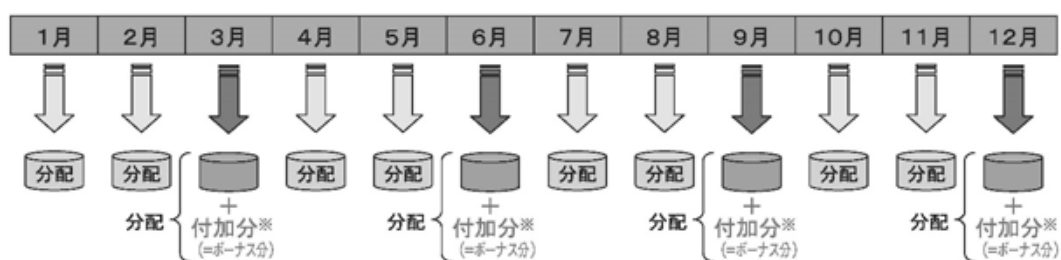 1月 2月 3月 4月 5月 6月 7月 8月 9月 10月 11月 12月
分配 分配 分配 分配 分配 分配 分配 分配
分配 + 分配 + 分配 + 分配 +
付加分※ 付加分※ 付加分※ 付加分※
(=ボーナス分) (=ボーナス分) (=ボーナス分) (=ボーナス分)